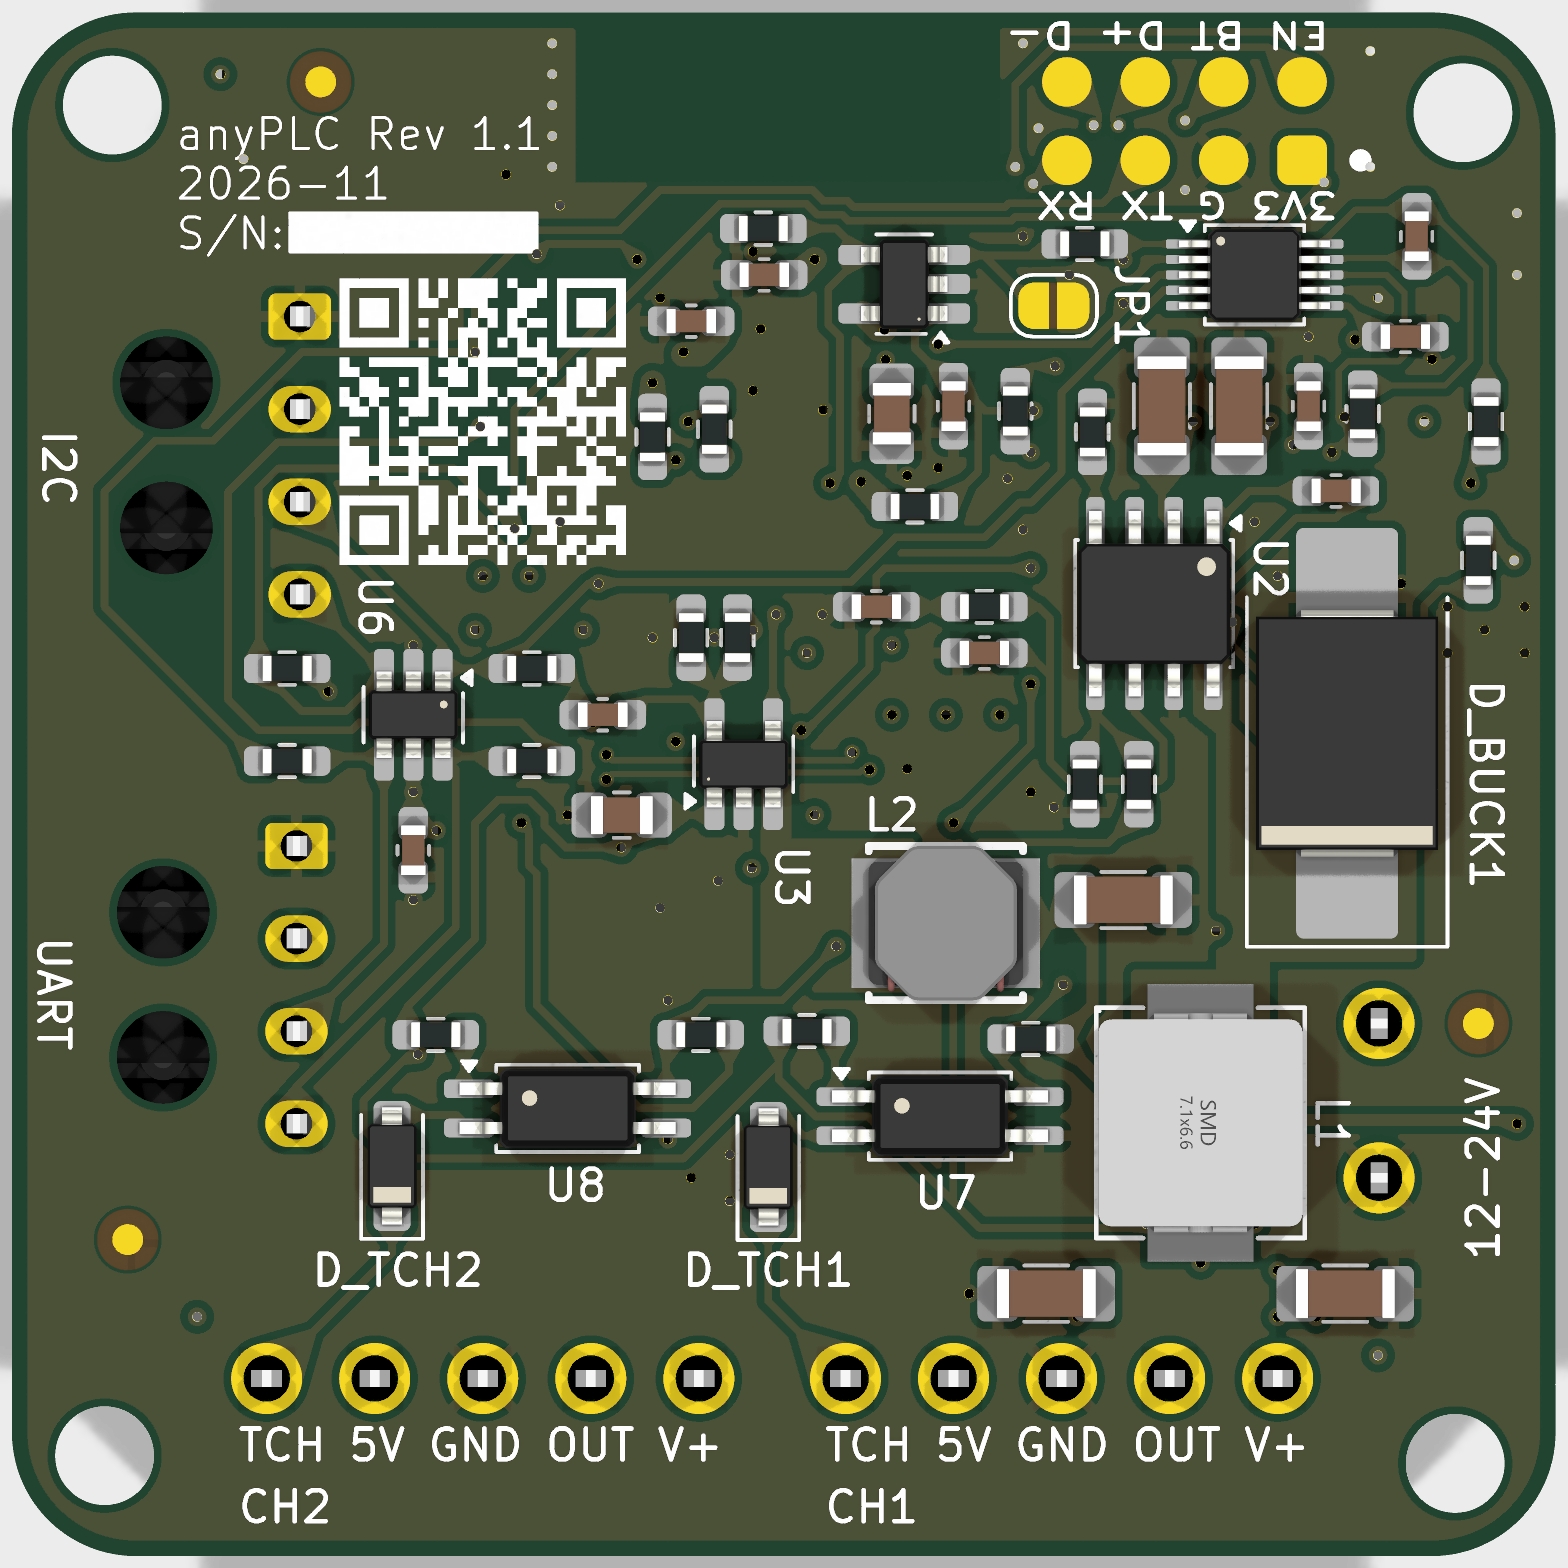 D- D+ BT EN
anyPLC Rev 1.1
2026-11
S/N:
RX TX G 3V3
JP1
I2C
U6
U2
D_BUCK1
L2
U3
UART
SMD
7.1x6.6
L1
12-24V
U8
U7
D_TCH2
D_TCH1
TCH 5V GND OUT V+
TCH 5V GND OUT V+
CH2
CH1